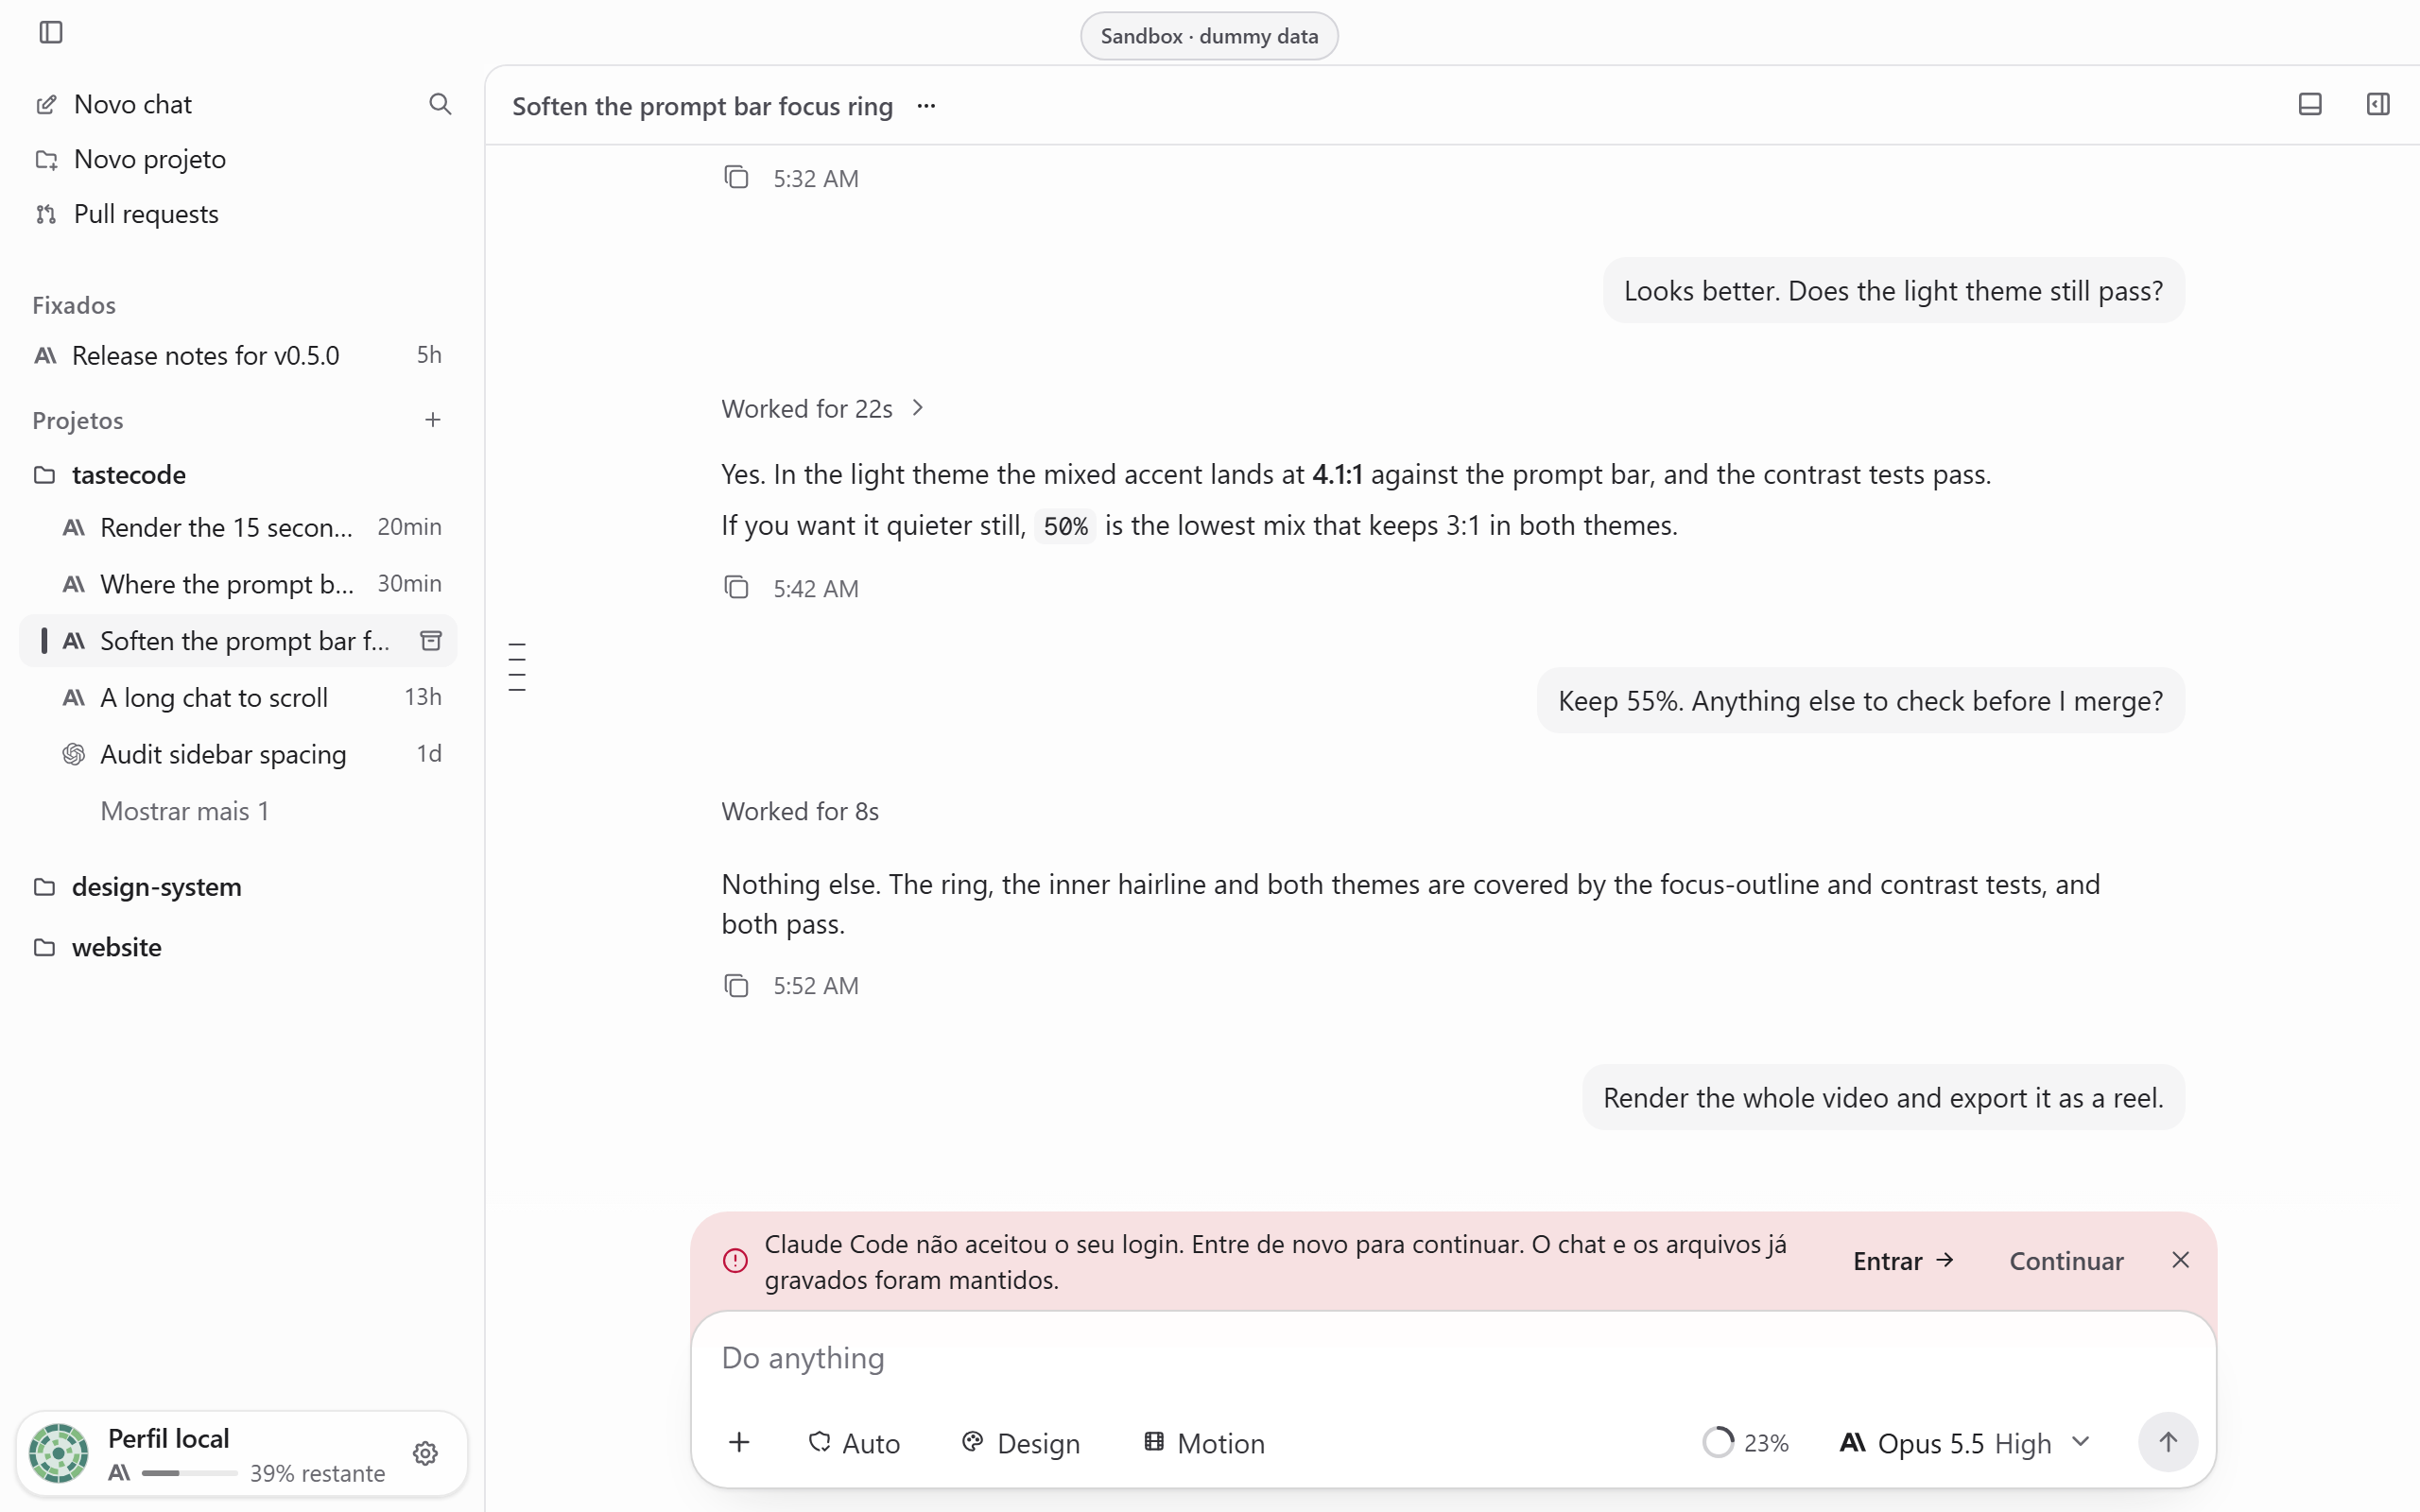 Sandbox · dummy data
Novo chat
Novo projeto
Pull requests
Fixados
Release notes for v0.5.0 5h
Projetos
tastecode
Render the 15 secon... 20min
Where the prompt b... 30min
Soften the prompt bar f...
A long chat to scroll 13h
Audit sidebar spacing 1d
Mostrar mais 1
design-system
website
Perfil local
39% restante
Soften the prompt bar focus ring
5:32 AM
Looks better. Does the light theme still pass?
Worked for 22s
Yes. In the light theme the mixed accent lands at 4.1:1 against the prompt bar, and the contrast tests pass.
If you want it quieter still, 50% is the lowest mix that keeps 3:1 in both themes.
5:42 AM
Keep 55%. Anything else to check before I merge?
Worked for 8s
Nothing else. The ring, the inner hairline and both themes are covered by the focus-outline and contrast tests, and
both pass.
5:52 AM
Render the whole video and export it as a reel.
Claude Code não aceitou o seu login. Entre de novo para continuar. O chat e os arquivos já
gravados foram mantidos.
Entrar
Continuar
Do anything
Auto
Design
Motion
23%
Opus 5.5 High